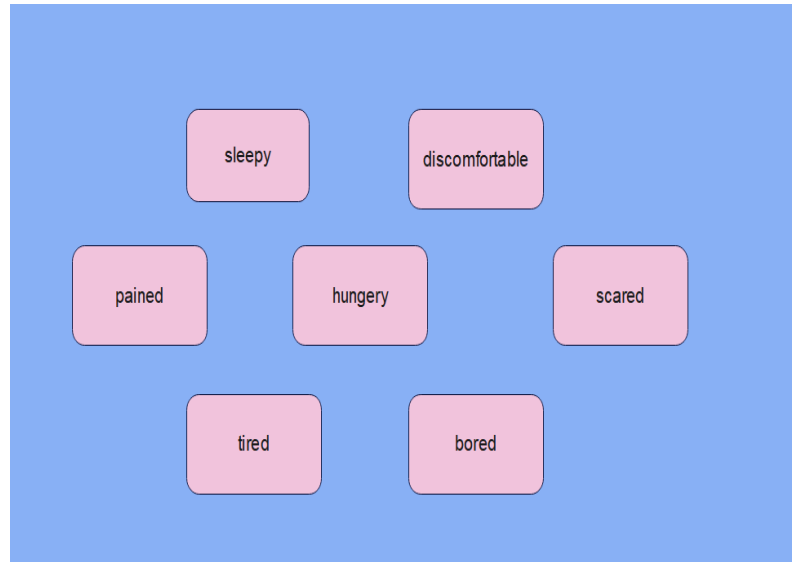 sleepy
discomfortable
pained
hungery
scared
tired
bored